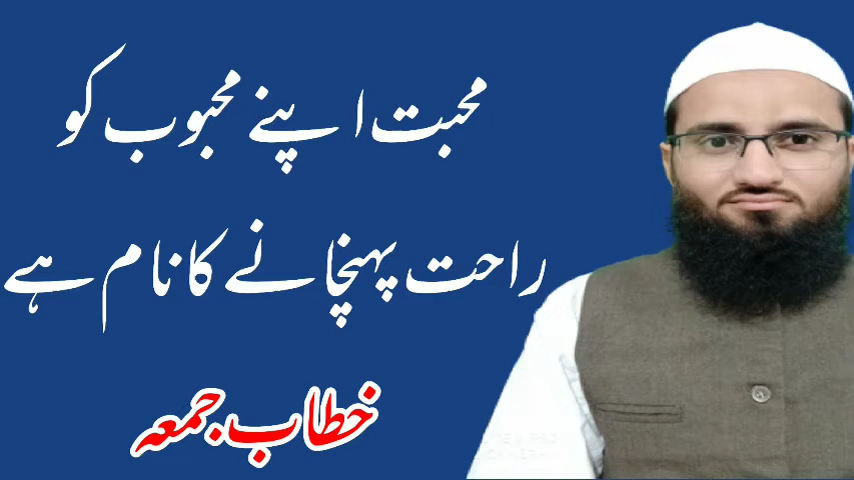 محبت اپنے محبوب کو
راحت پہنچانے کا نام ہے
خطاب جمعہ